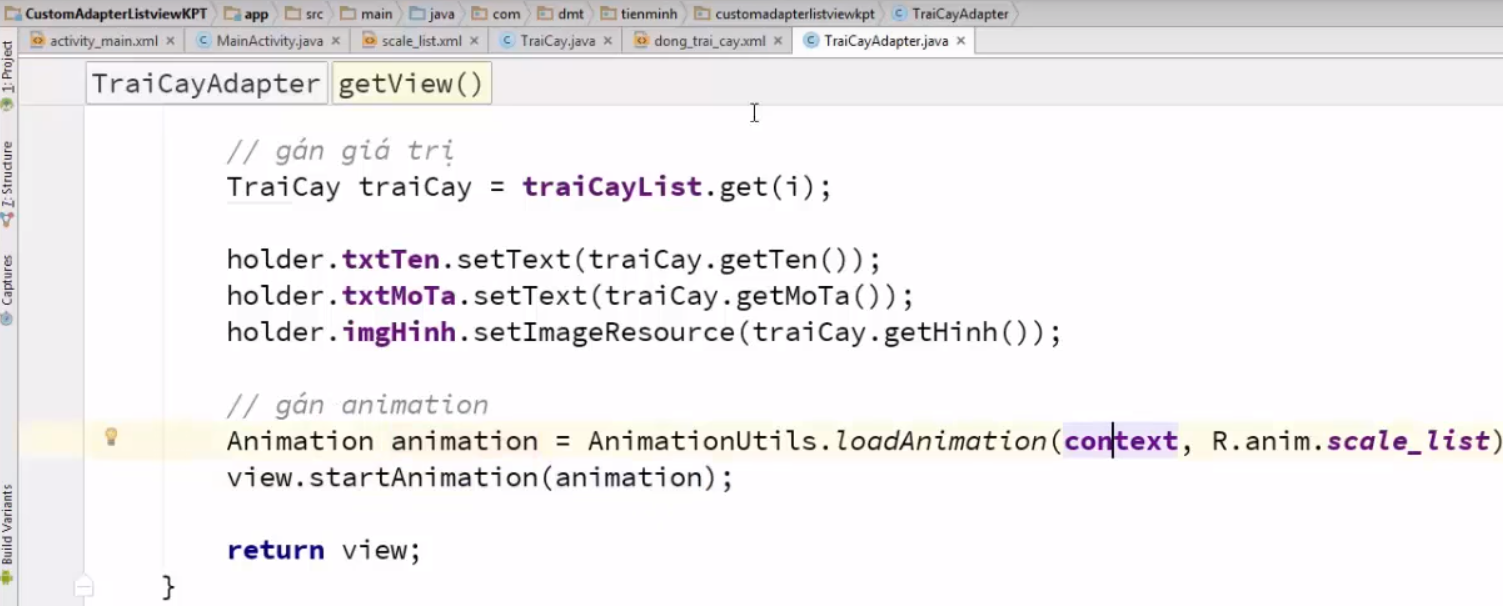 CustomAdapterListviewKPT app src main java com dmt tienminh customadapterlistviewkpt TraiCayAdapter
activity_main.xml MainActivity.java scale_list.xml TraiCay.java dong_trai_cay.xml TraiCayAdapter.java
1: Project
7: Structure
Captures
Build Variants
TraiCayAdapter getView()
// gán giá trị
TraiCay traiCay = traiCayList.get(i);
holder.txtTen.setText(traiCay.getTen());
holder.txtMoTa.setText(traiCay.getMoTa());
holder.imgHinh.setImageResource(traiCay.getHinh());
// gán animation
Animation animation = AnimationUtils.loadAnimation(context, R.anim.scale_list)
view.startAnimation(animation);
return view;
}